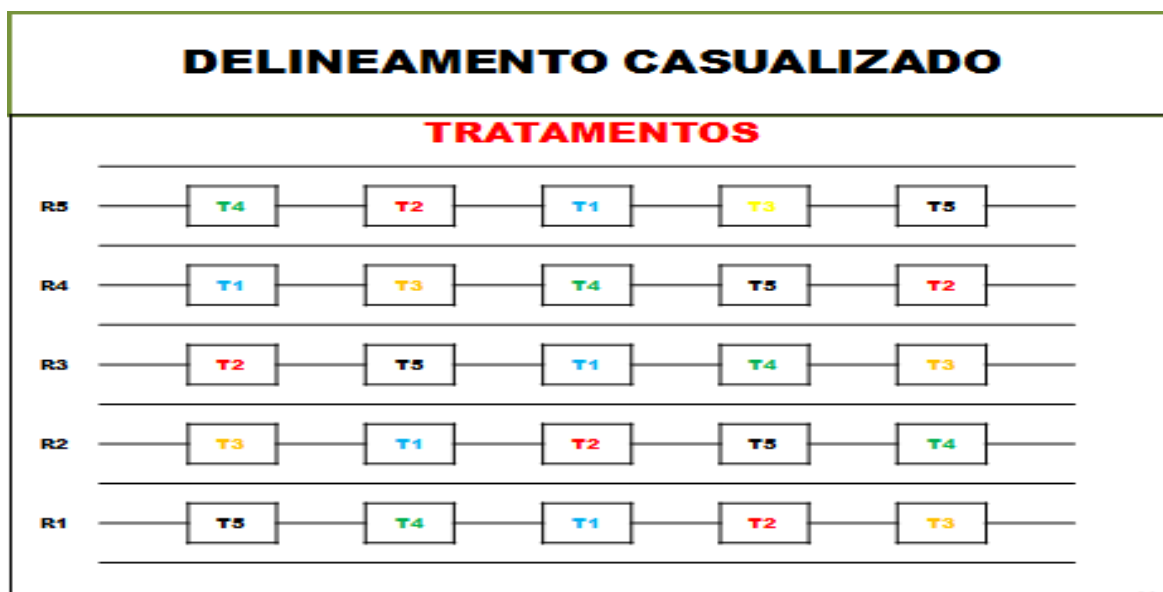 DELINEAMENTO CASUALIZADO
TRATAMENTOS
R5 T4 T2 T1 T3 T5
R4 T1 T3 T4 T5 T2
R3 T2 T5 T1 T4 T3
R2 T3 T1 T2 T5 T4
R1 T5 T4 T1 T2 T3